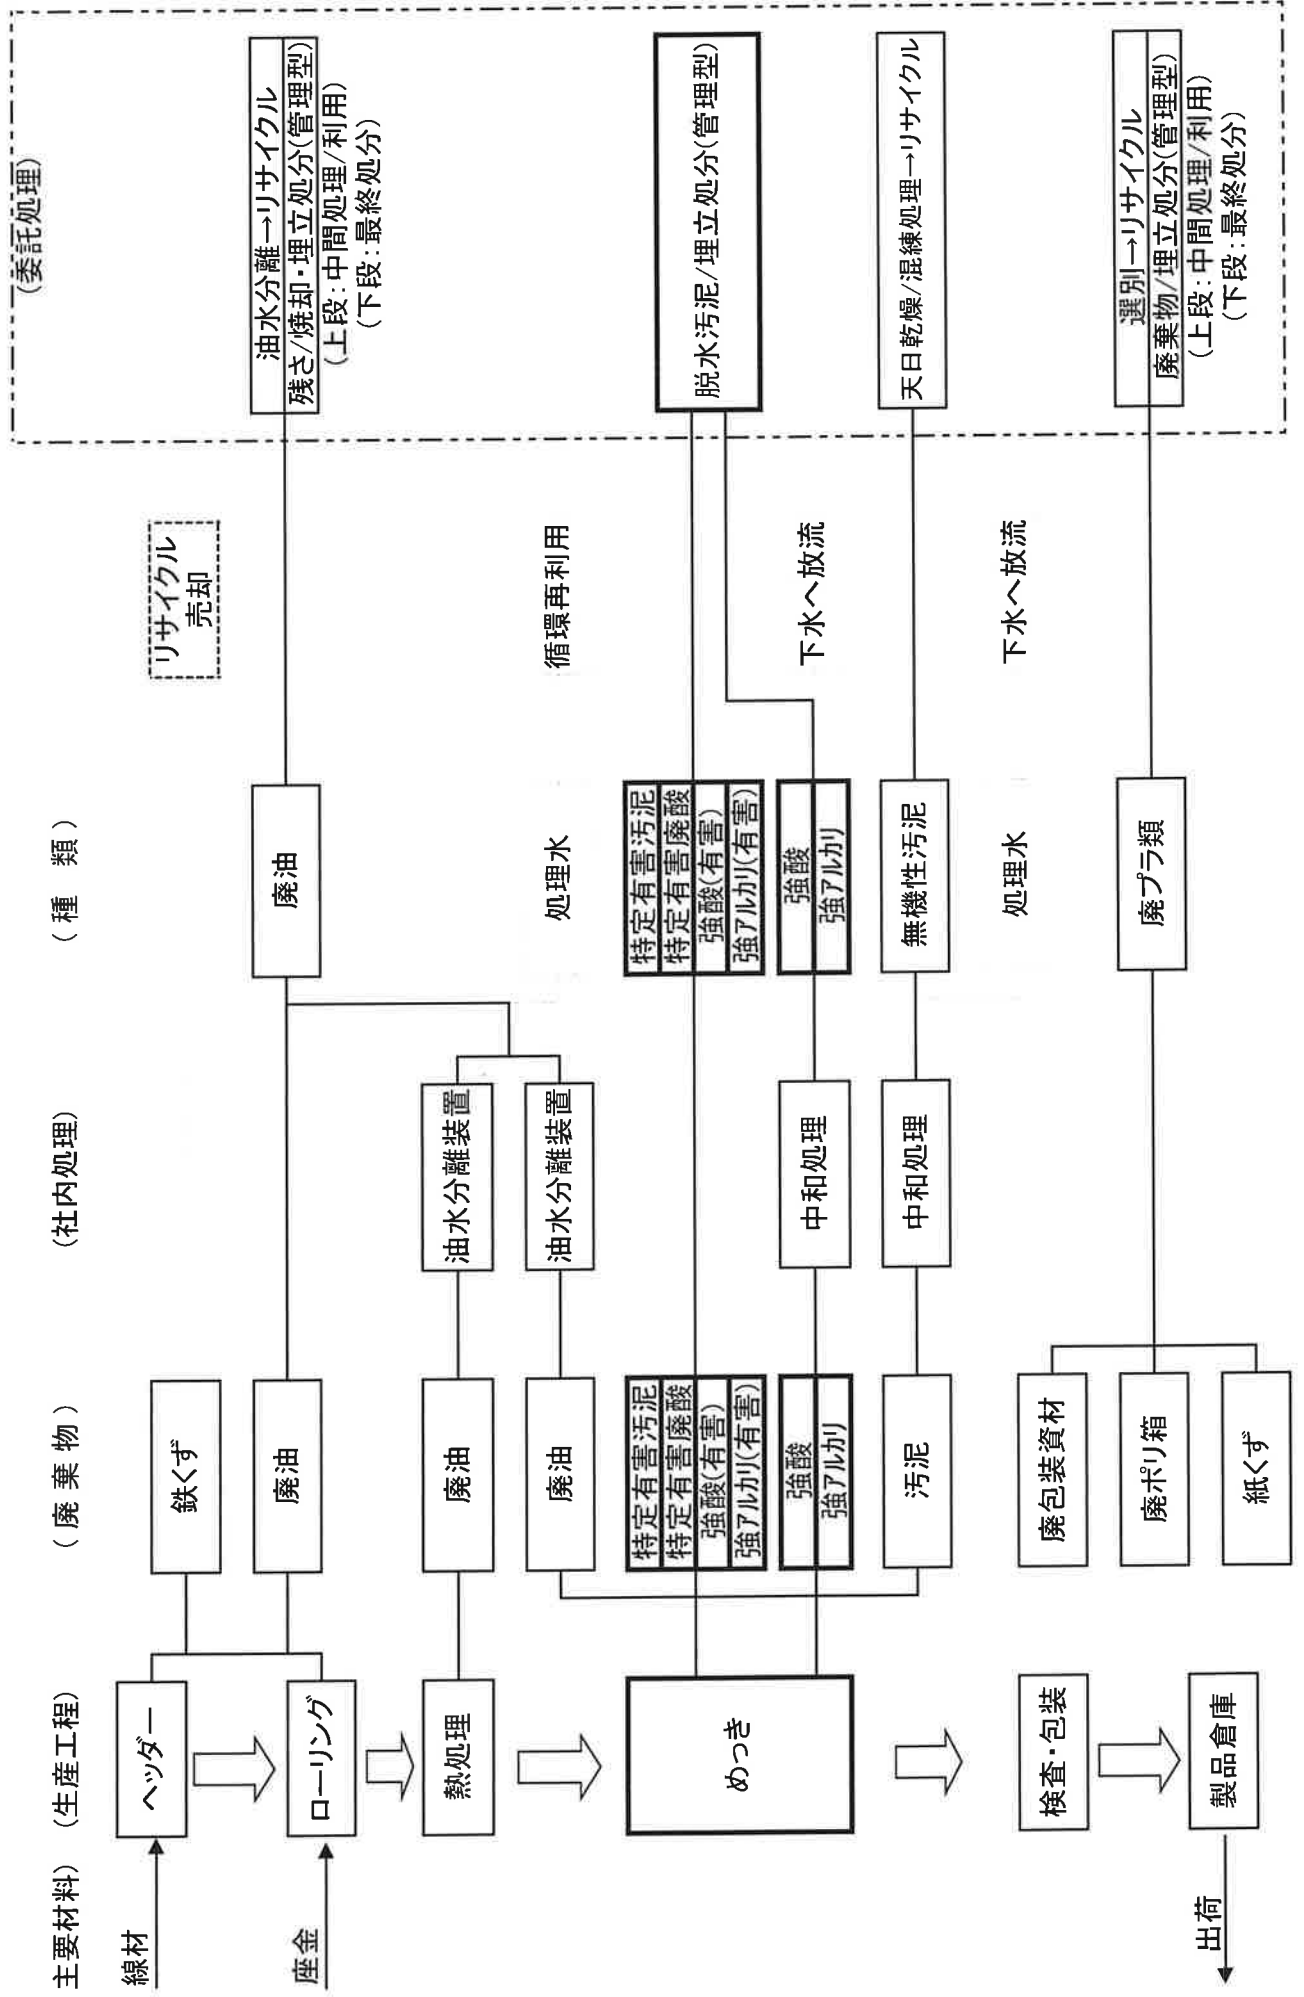 主要材料） （生産工程） （ 廃 棄 物 ） （社内処理） （ 種 類 ） （委託処理）
線材
ヘッダー
鉄くず
リサイクル
売却
座金
ローリング
廃油
廃油
油水分離→リサイクル
残さ/焼却・埋立処分(管理型)
（上段：中間処理/利用）
（下段：最終処分）
熱処理
廃油
油水分離装置
廃油
油水分離装置
処理水
循環再利用
めっき
特定有害汚泥
特定有害廃酸
強酸(有害)
強アルカリ(有害)
特定有害汚泥
特定有害廃酸
強酸(有害)
強アルカリ(有害)
脱水汚泥/埋立処分(管理型)
強酸
強アルカリ
中和処理
強酸
強アルカリ
下水へ放流
汚泥
中和処理
無機性汚泥
天日乾燥/混練処理→リサイクル
処理水
下水へ放流
検査・包装
廃包装資材
廃ポリ箱
廃プラ類
選別→リサイクル
廃棄物/埋立処分(管理型)
（上段：中間処理/利用）
（下段：最終処分）
出荷
製品倉庫
紙くず